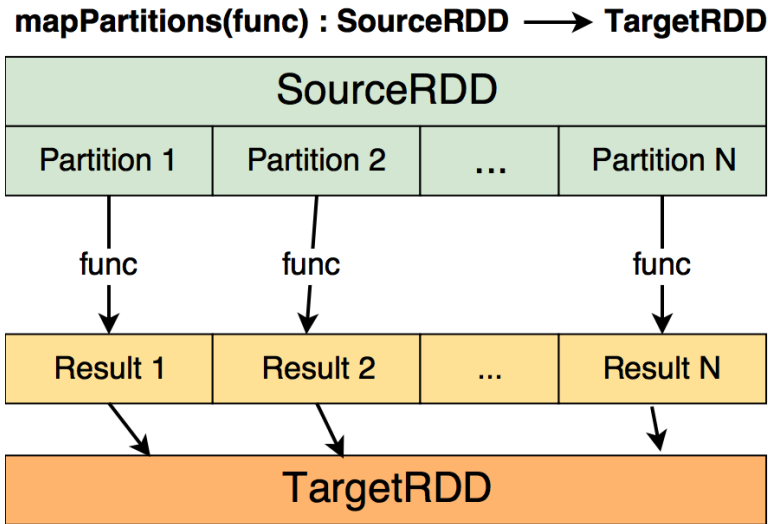 mapPartitions(func) : SourceRDD TargetRDD
SourceRDD
Partition 1 Partition 2 ... Partition N
func func func
Result 1 Result 2 ... Result N
TargetRDD